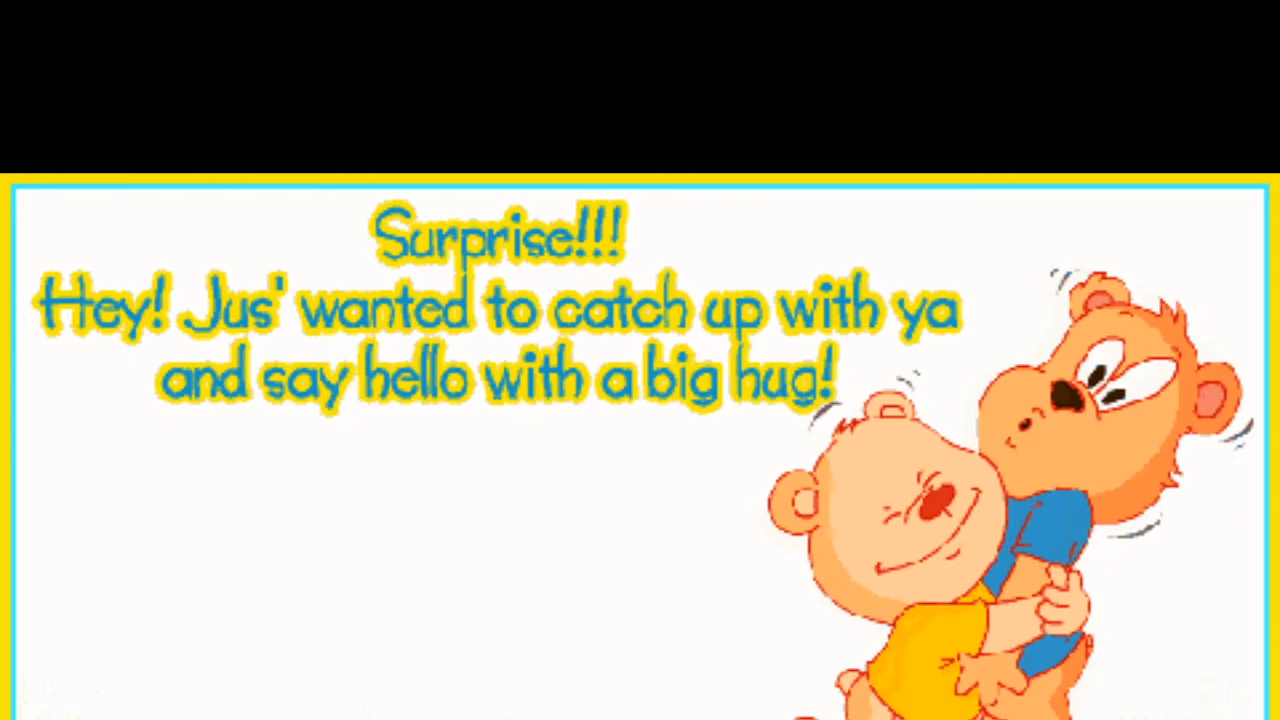 Surprise!!!
Hey! Jus' wanted to catch up with ya
and say hello with a big hug!